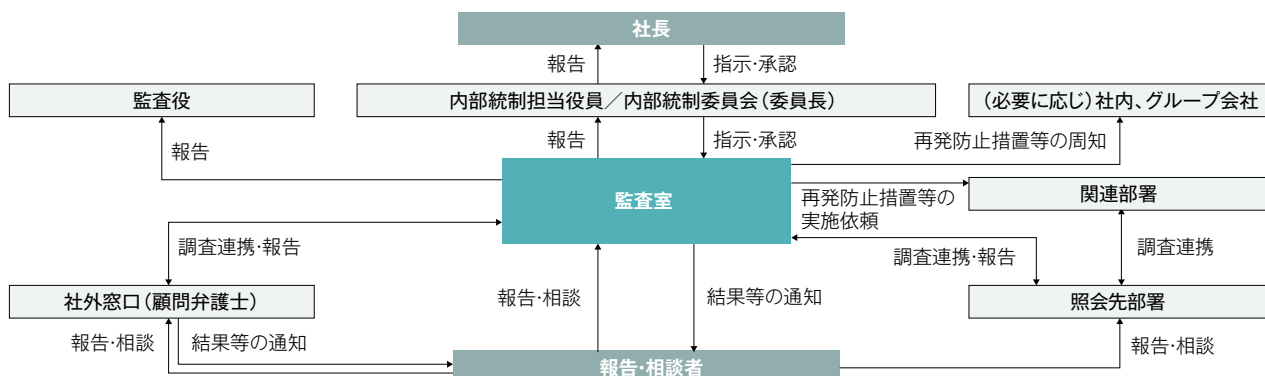 社長
報告
指示・承認
監査役
内部統制担当役員／内部統制委員会（委員長）
（必要に応じ）社内、グループ会社
報告
報告
指示・承認
再発防止措置等の周知
監査室
再発防止措置等の
実施依頼
関連部署
調査連携・報告
調査連携・報告
調査連携
社外窓口（顧問弁護士）
報告・相談
結果等の通知
照会先部署
報告・相談
結果等の通知
報告・相談
報告・相談者